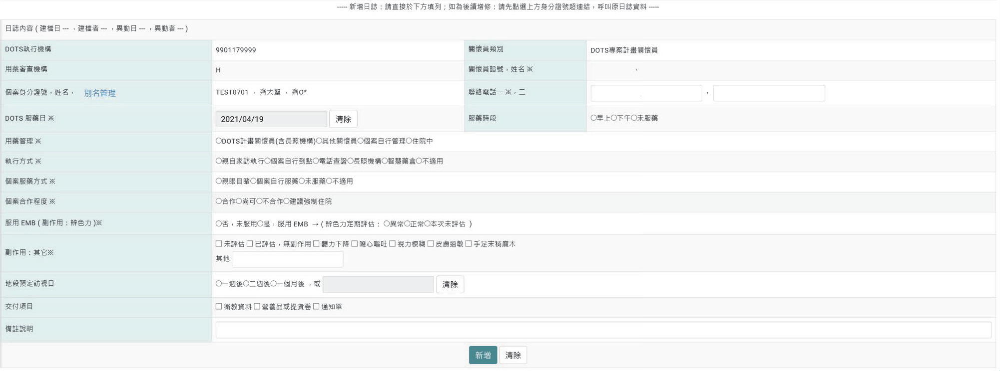 ----- 新增日誌：請直接於下方填列；如為後續增修：請先點選上方身分證號超連結，呼叫原日誌資料 -----
日誌內容 ( 建檔日 --- ，建檔者 --- ，異動日 --- ，異動者 --- )
DOTS執行機構 9901179999 關懷員類別 DOTS專案計畫關懷員
用藥審查機構 H 關懷員證號，姓名 ※ ，
個案身分證號，姓名， 別名管理 TEST0701 ， 齊大聖 ， 齊O* 聯絡電話一 ※，二 ，
DOTS 服藥日 ※ 2021/04/19 清除 服藥時段 ○早上○下午○未服藥
用藥管理 ※ ○DOTS計畫關懷員(含長照機構)○其他關懷員○個案自行管理○住院中
執行方式 ※ ○親自家訪執行○個案自行到點○電話查證○長照機構○智慧藥盒○不適用
個案服藥方式 ※ ○親眼目睹○個案自行服藥○未服藥○不適用
個案合作程度 ※ ○合作○尚可○不合作○建議強制住院
服用 EMB ( 副作用：辨色力 )※ ○否，未服用○是，服用 EMB → ( 辨色力定期評估： ○異常○正常○本次未評估 )
副作用：其它※ □ 未評估 □ 已評估，無副作用 □ 聽力下降 □ 噁心嘔吐 □ 視力模糊 □ 皮膚過敏 □ 手足末稍麻木
其他
地段預定訪視日 ○一週後○二週後○一個月後 ，或 清除
交付項目 □ 衛教資料 □ 營養品或提貨卷 □ 通知單
備註說明
新增 清除